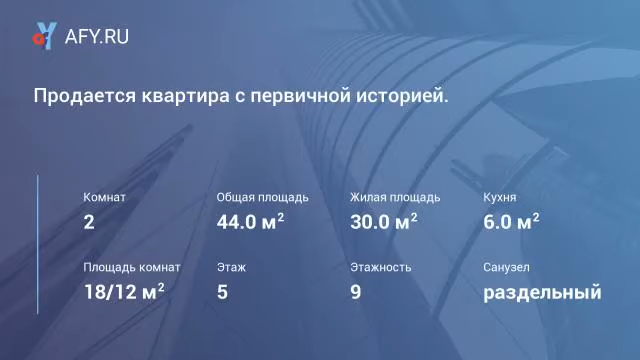 AFY.RU
Продается квартира с первичной историей.
Комнат
2
Общая площадь
44.0 м²
Жилая площадь
30.0 м²
Кухня
6.0 м²
Площадь комнат
18/12 м²
Этаж
5
Этажность
9
Санузел
раздельный